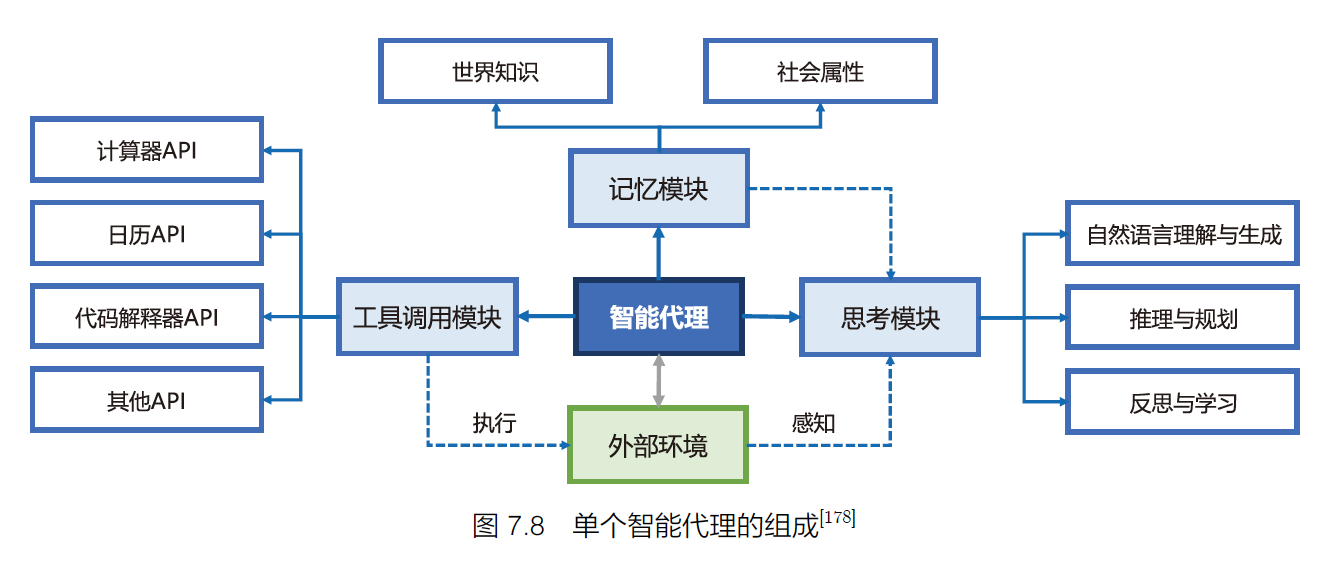 世界知识
社会属性
计算器API
记忆模块
日历API
自然语言理解与生成
代码解释器API
工具调用模块
智能代理
思考模块
推理与规划
其他API
反思与学习
执行
外部环境
感知
图 7.8 单个智能代理的组成[178]